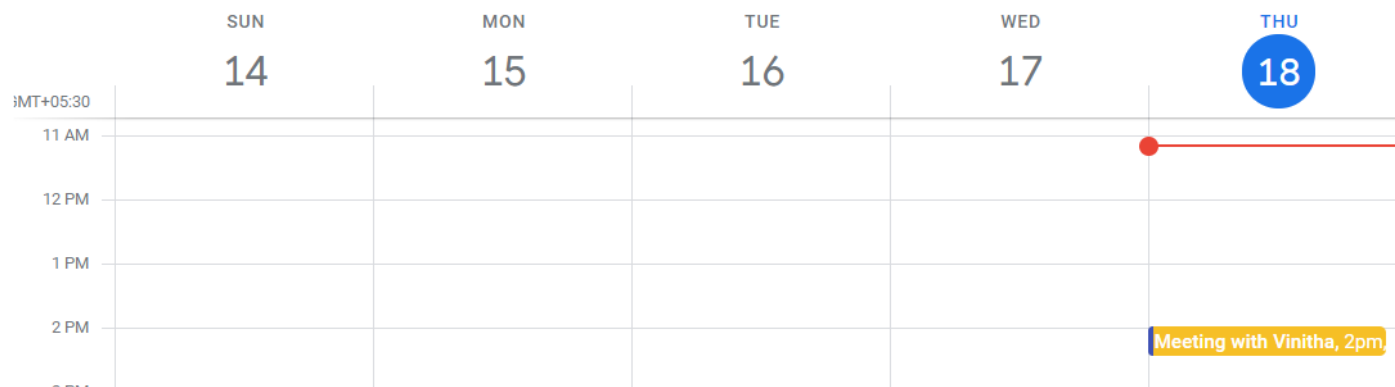 SUN MON TUE WED THU
14 15 16 17 18
GMT+05:30
11 AM
12 PM
1 PM
2 PM
Meeting with Vinitha, 2pm,